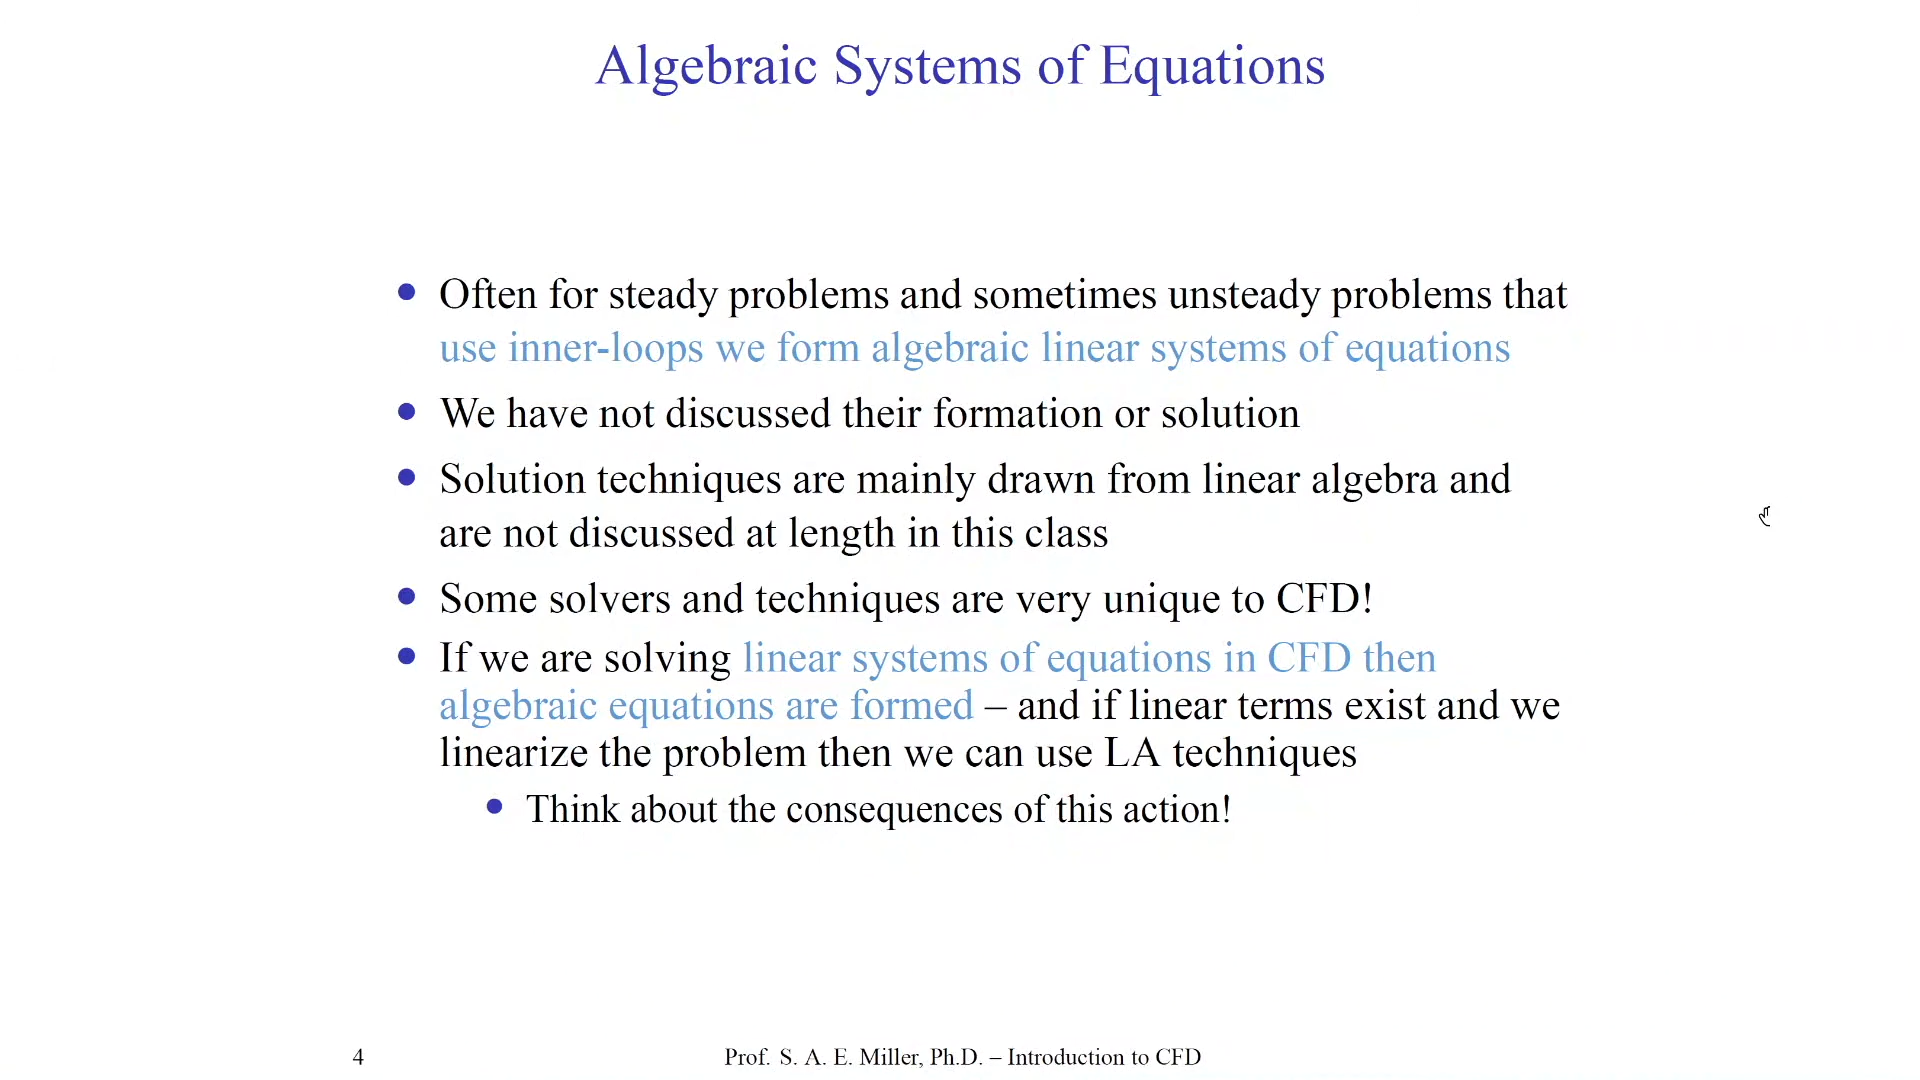 Algebraic Systems of Equations
Often for steady problems and sometimes unsteady problems that
use inner-loops we form algebraic linear systems of equations
We have not discussed their formation or solution
Solution techniques are mainly drawn from linear algebra and
are not discussed at length in this class
Some solvers and techniques are very unique to CFD!
If we are solving linear systems of equations in CFD then
algebraic equations are formed – and if linear terms exist and we
linearize the problem then we can use LA techniques
Think about the consequences of this action!
4 Prof. S. A. E. Miller, Ph.D. – Introduction to CFD